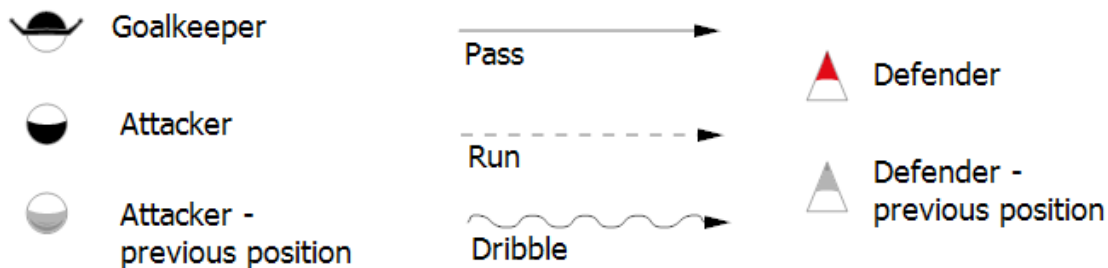 Goalkeeper
Pass
Defender
Attacker
Run
Defender -
previous position
Attacker -
previous position
Dribble